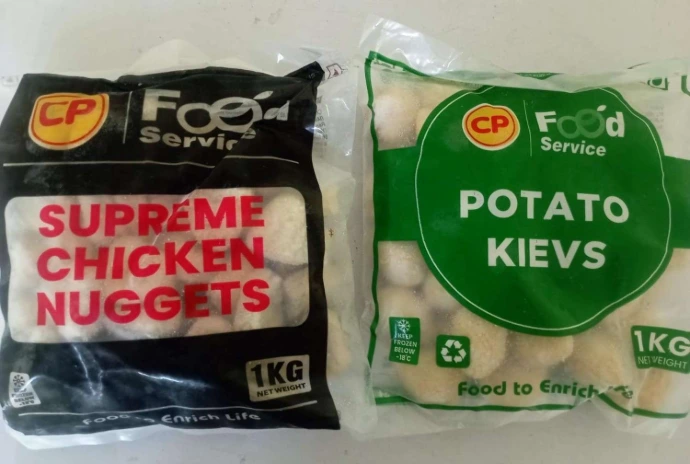 CP
Food
Service
SUPREME
CHICKEN
NUGGETS
1KG
NET WEIGHT
Food to Enrich Life
CP
Food
Service
POTATO
KIEVS
KEEP
FROZEN
BELOW
-18°C
1KG
NET WEIGHT
Food to Enrich